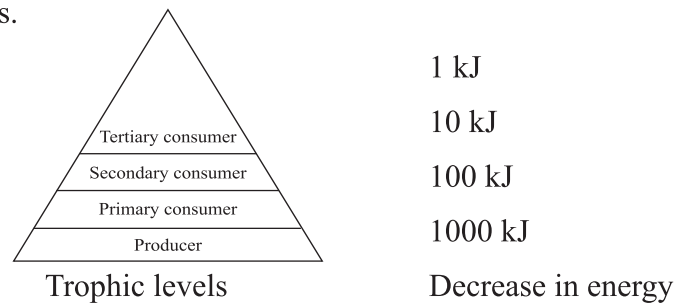 s.
Tertiary consumer
Secondary consumer
Primary consumer
Producer
Trophic levels
1 kJ
10 kJ
100 kJ
1000 kJ
Decrease in energy